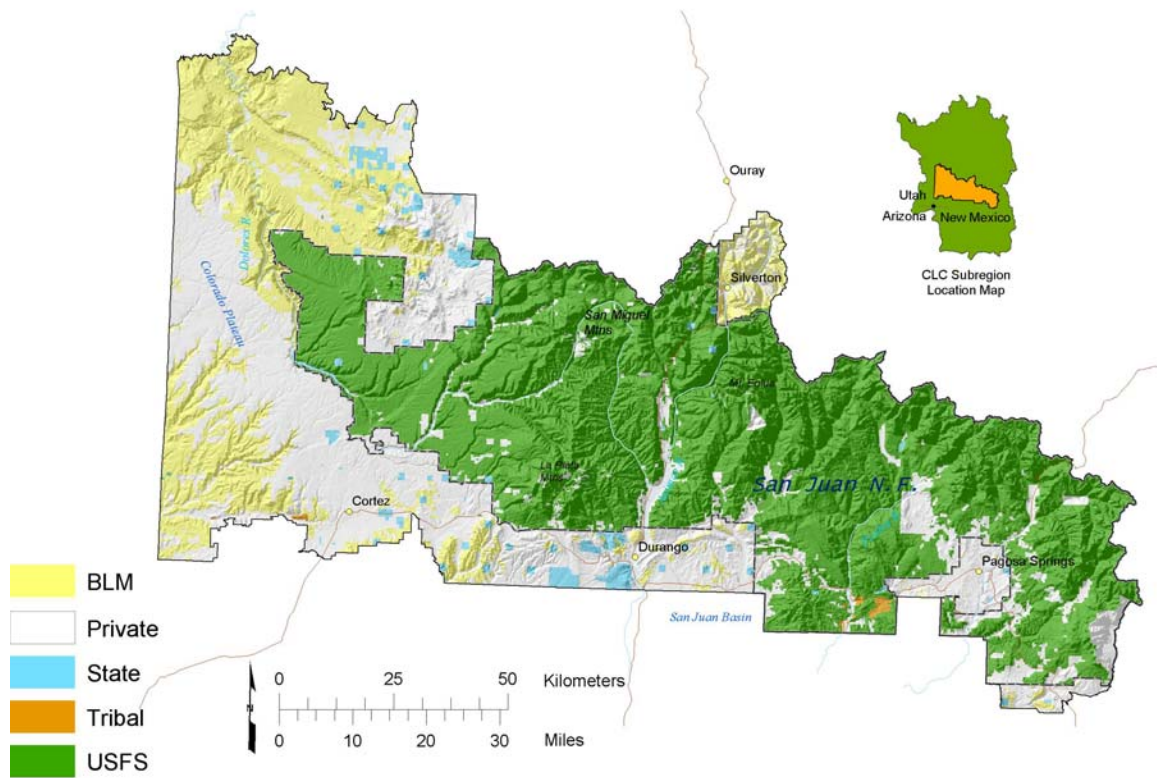 Ouray
Utah
Arizona
New Mexico
CLC Subregion
Location Map
Silverton
Dolores R.
Colorado Plateau
San Miguel
Mtns
Mt. Eolus
La Plata
Mtns
San Juan N.F.
Cortez
Durango
Pagosa Springs
San Juan Basin
BLM
Private
State
Tribal
USFS
N
0 25 50 Kilometers
0 10 20 30 Miles